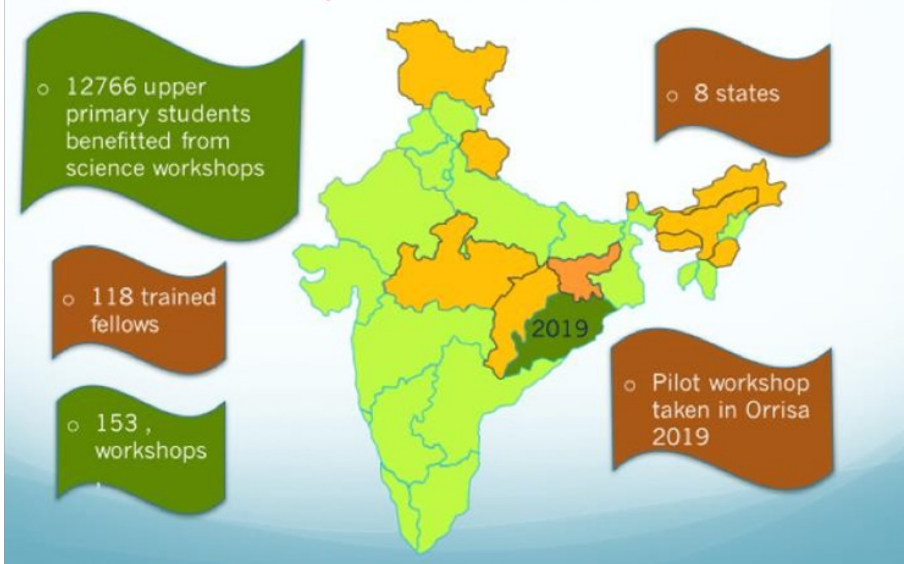 12766 upper
primary students
benefitted from
science workshops
8 states
118 trained
fellows
2019
153 ,
workshops
Pilot workshop
taken in Orrisa
2019